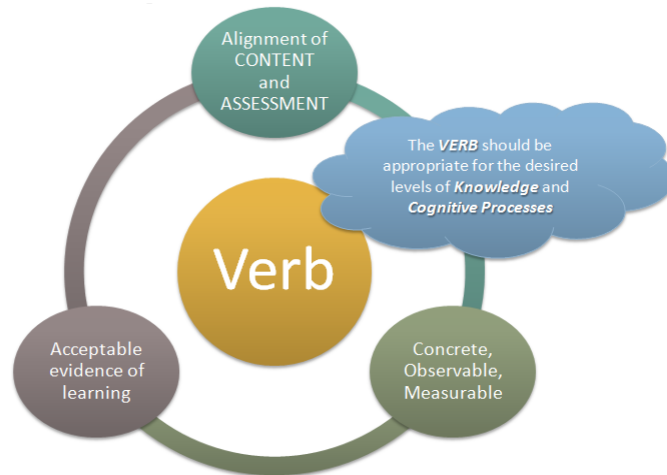 Alignment of
CONTENT
and
ASSESSMENT
The VERB should be
appropriate for the desired
levels of Knowledge and
Cognitive Processes
Verb
Acceptable
evidence of
learning
Concrete,
Observable,
Measurable